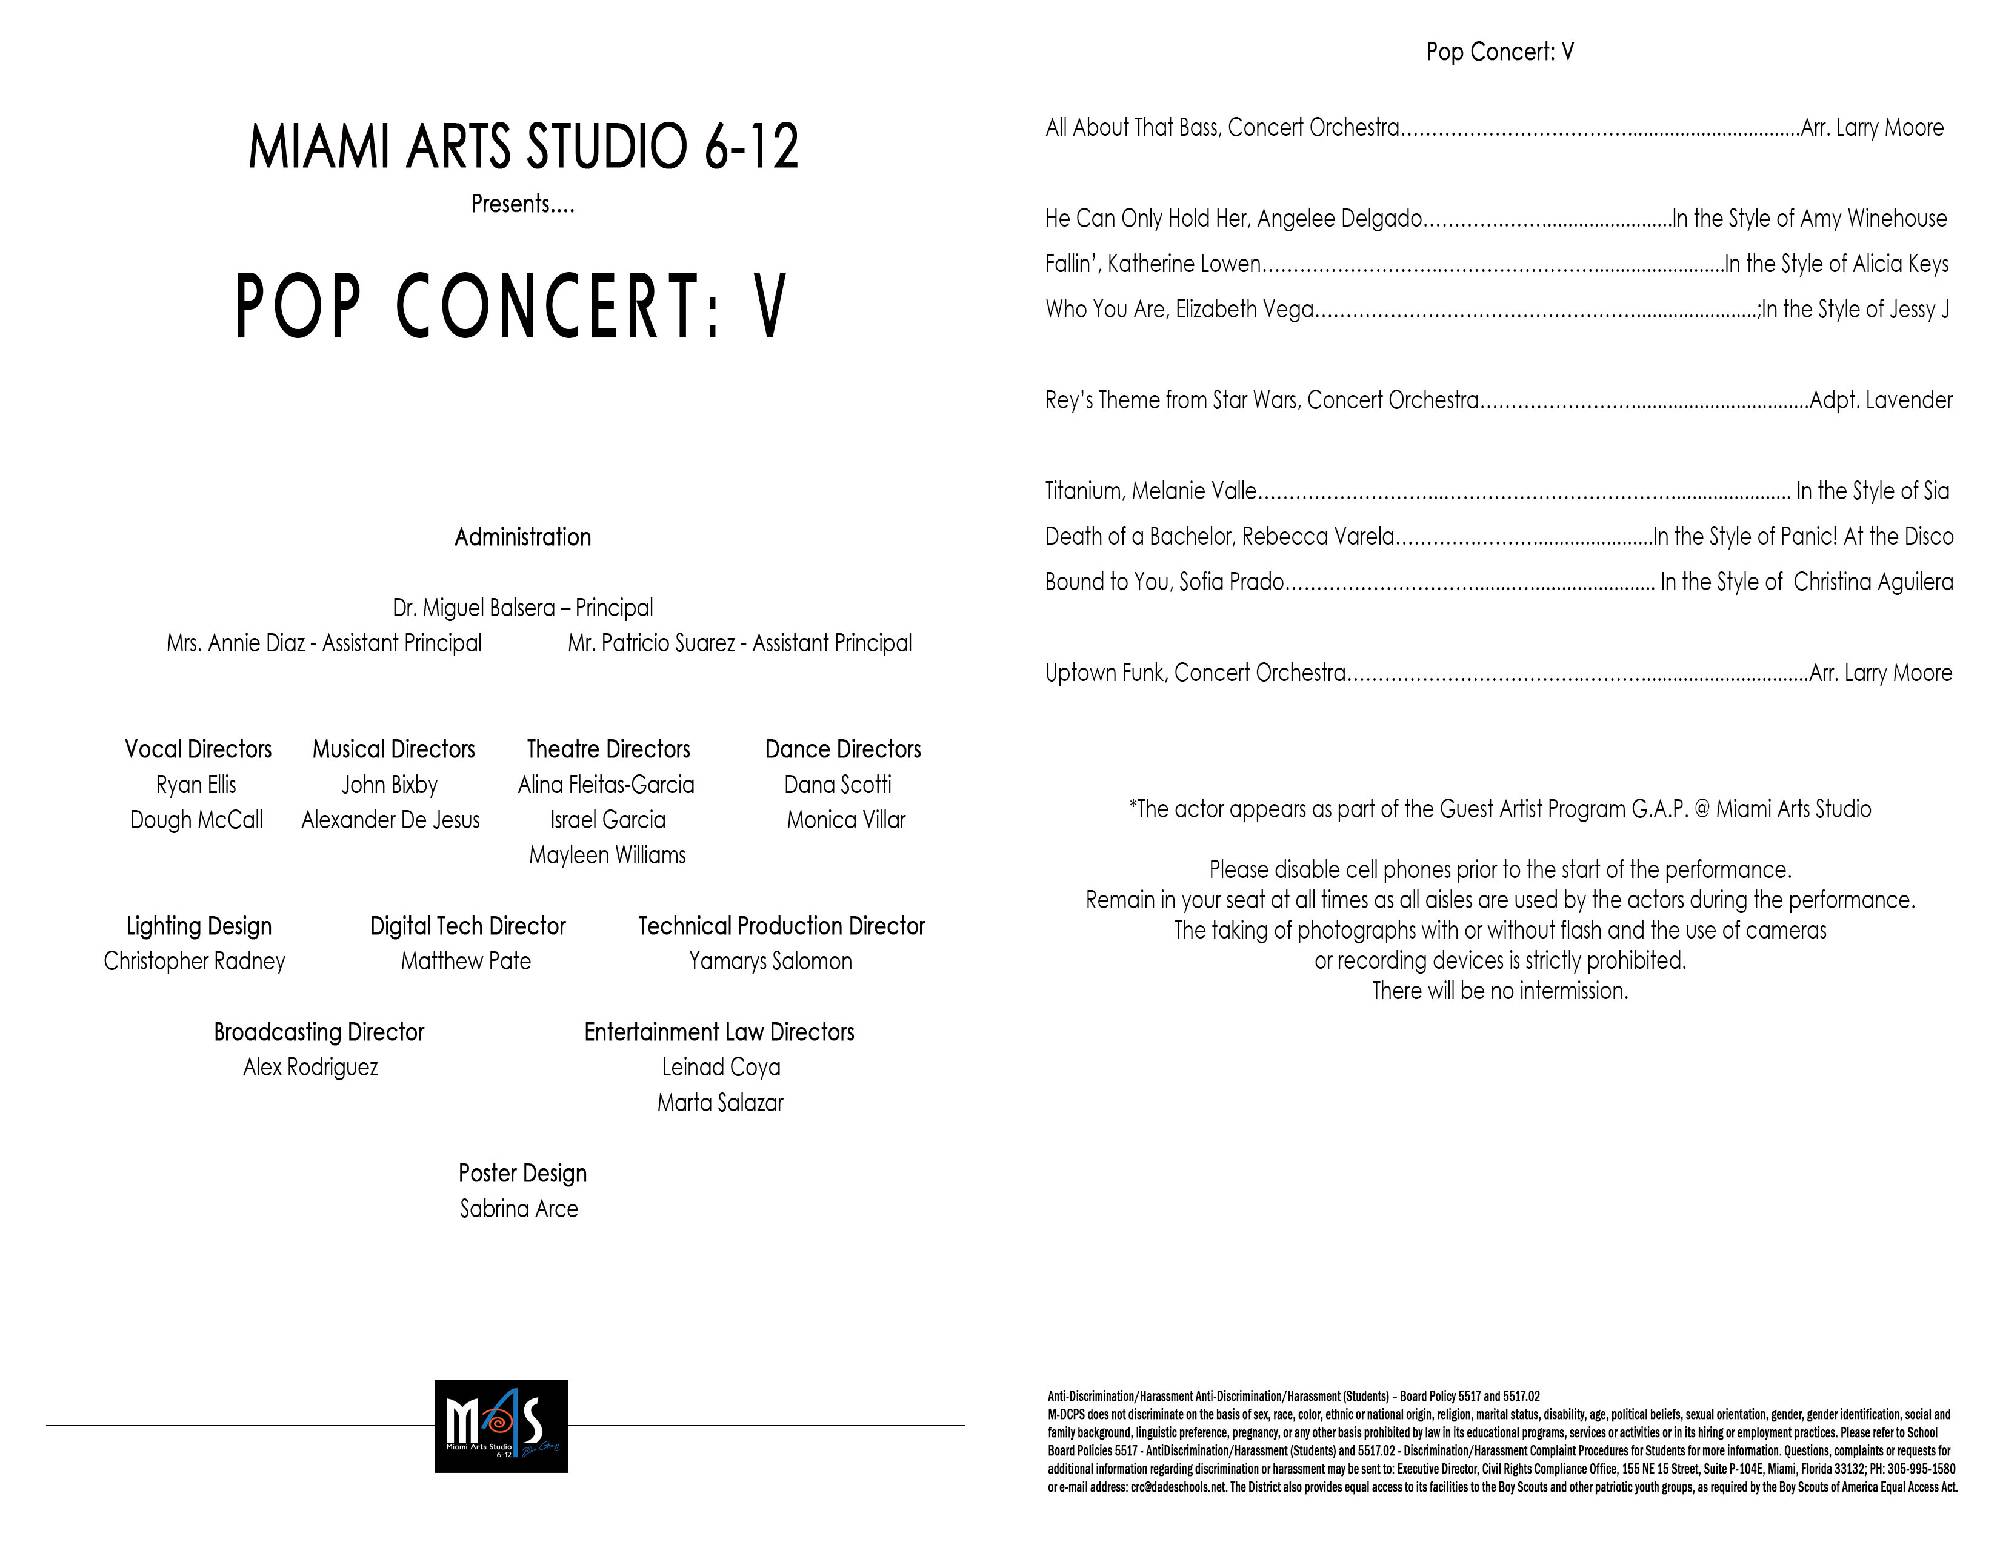 MIAMI ARTS STUDIO 6-12
Presents....
POP CONCERT: V
Administration
Dr. Miguel Balsera – Principal
Mrs. Annie Diaz - Assistant Principal Mr. Patricio Suarez - Assistant Principal
Vocal Directors Musical Directors Theatre Directors Dance Directors
Ryan Ellis John Bixby Alina Fleitas-Garcia Dana Scotti
Dough McCall Alexander De Jesus Israel Garcia Monica Villar
Mayleen Williams
Lighting Design Digital Tech Director Technical Production Director
Christopher Radney Matthew Pate Yamarys Salomon
Broadcasting Director Entertainment Law Directors
Alex Rodriguez Leinad Coya
Marta Salazar
Poster Design
Sabrina Arce
MAS
Miami Arts Studio
6-12
Pop Concert: V
All About That Bass, Concert Orchestra........................................Arr. Larry Moore
He Can Only Hold Her, Angelee Delgado........................................In the Style of Amy Winehouse
Fallin', Katherine Lowen........................................In the Style of Alicia Keys
Who You Are, Elizabeth Vega........................................;In the Style of Jessy J
Rey's Theme from Star Wars, Concert Orchestra........................................Adpt. Lavender
Titanium, Melanie Valle........................................ In the Style of Sia
Death of a Bachelor, Rebecca Varela........................................In the Style of Panic! At the Disco
Bound to You, Sofia Prado........................................ In the Style of Christina Aguilera
Uptown Funk, Concert Orchestra........................................Arr. Larry Moore
*The actor appears as part of the Guest Artist Program G.A.P. @ Miami Arts Studio
Please disable cell phones prior to the start of the performance.
Remain in your seat at all times as all aisles are used by the actors during the performance.
The taking of photographs with or without flash and the use of cameras
or recording devices is strictly prohibited.
There will be no intermission.
Anti-Discrimination/Harassment Anti-Discrimination/Harassment (Students) – Board Policy 5517 and 5517.02
M-DCPS does not discriminate on the basis of sex, race, color, ethnic or national origin, religion, marital status, disability, age, political beliefs, sexual orientation, gender, gender identification, social and
family background, linguistic preference, pregnancy, or any other basis prohibited by law in its educational programs, services or activities or in its hiring or employment practices. Please refer to School
Board Policies 5517 - AntiDiscrimination/Harassment (Students) and 5517.02 - Discrimination/Harassment Complaint Procedures for Students for more information. Questions, complaints or requests for
additional information regarding discrimination or harassment may be sent to: Executive Director, Civil Rights Compliance Office, 155 NE 15 Street, Suite P-104E, Miami, Florida 33132; PH: 305-995-1580
or e-mail address: crc@dadeschools.net. The District also provides equal access to its facilities to the Boy Scouts and other patriotic youth groups, as required by the Boy Scouts of America Equal Access Act.